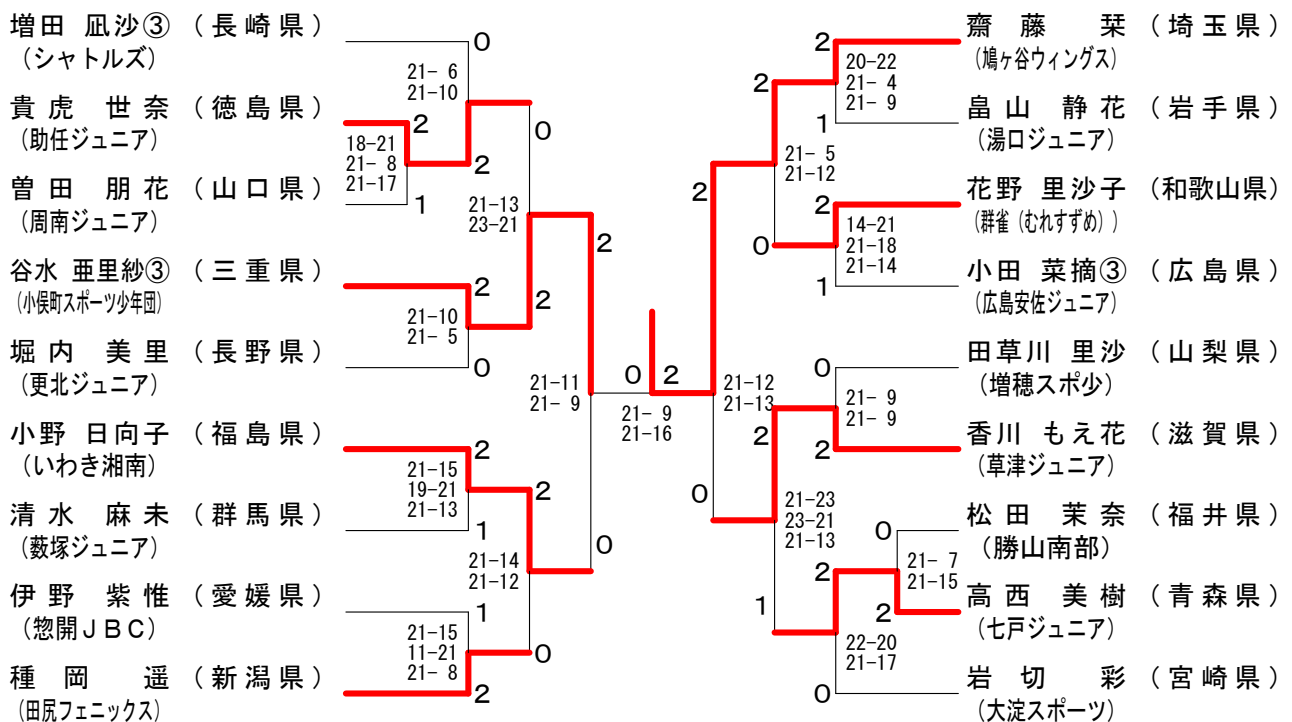 増田 凪沙③ (長崎県)
(シャトルズ)
貴虎 世奈 (徳島県)
(助任ジュニア)
曽田 朋花 (山口県)
(周南ジュニア)
谷水 亜里紗③ (三重県)
(小俣町スポーツ少年団)
堀内 美里 (長野県)
(更北ジュニア)
小野 日向子 (福島県)
(いわき湘南)
清水 麻未 (群馬県)
(薮塚ジュニア)
伊野 紫惟 (愛媛県)
(惣開JBC)
種岡 遥 (新潟県)
(田尻フェニックス)
0
21- 6
21-10
2
2
18-21
21- 8
21-17
1
0
21-13
23-21
2
2
21-10
21- 5
0
2
21-11
21- 9
0
2
21-15
19-21
21-13
1
2
21-14
21-12
0
1
21-15
11-21
21- 8
2
0
2
21- 9
21-16
2
21-12
21-13
0
2
21- 5
21-12
0
2
20-22
21- 4
21- 9
1
2
14-21
21-18
21-14
1
2
21-23
23-21
21-13
1
0
21- 9
21- 9
2
2
22-20
21-17
0
0
21- 7
21-15
2
齋藤 栞 (埼玉県)
(鳩ヶ谷ウィングス)
畠山 静花 (岩手県)
(湯口ジュニア)
花野 里沙子 (和歌山県)
(群雀(むれすずめ))
小田 菜摘③ (広島県)
(広島安佐ジュニア)
田草川 里沙 (山梨県)
(増穂スポ少)
香川 もえ花 (滋賀県)
(草津ジュニア)
松田 茉奈 (福井県)
(勝山南部)
高西 美樹 (青森県)
(七戸ジュニア)
岩切 彩 (宮崎県)
(大淀スポーツ)